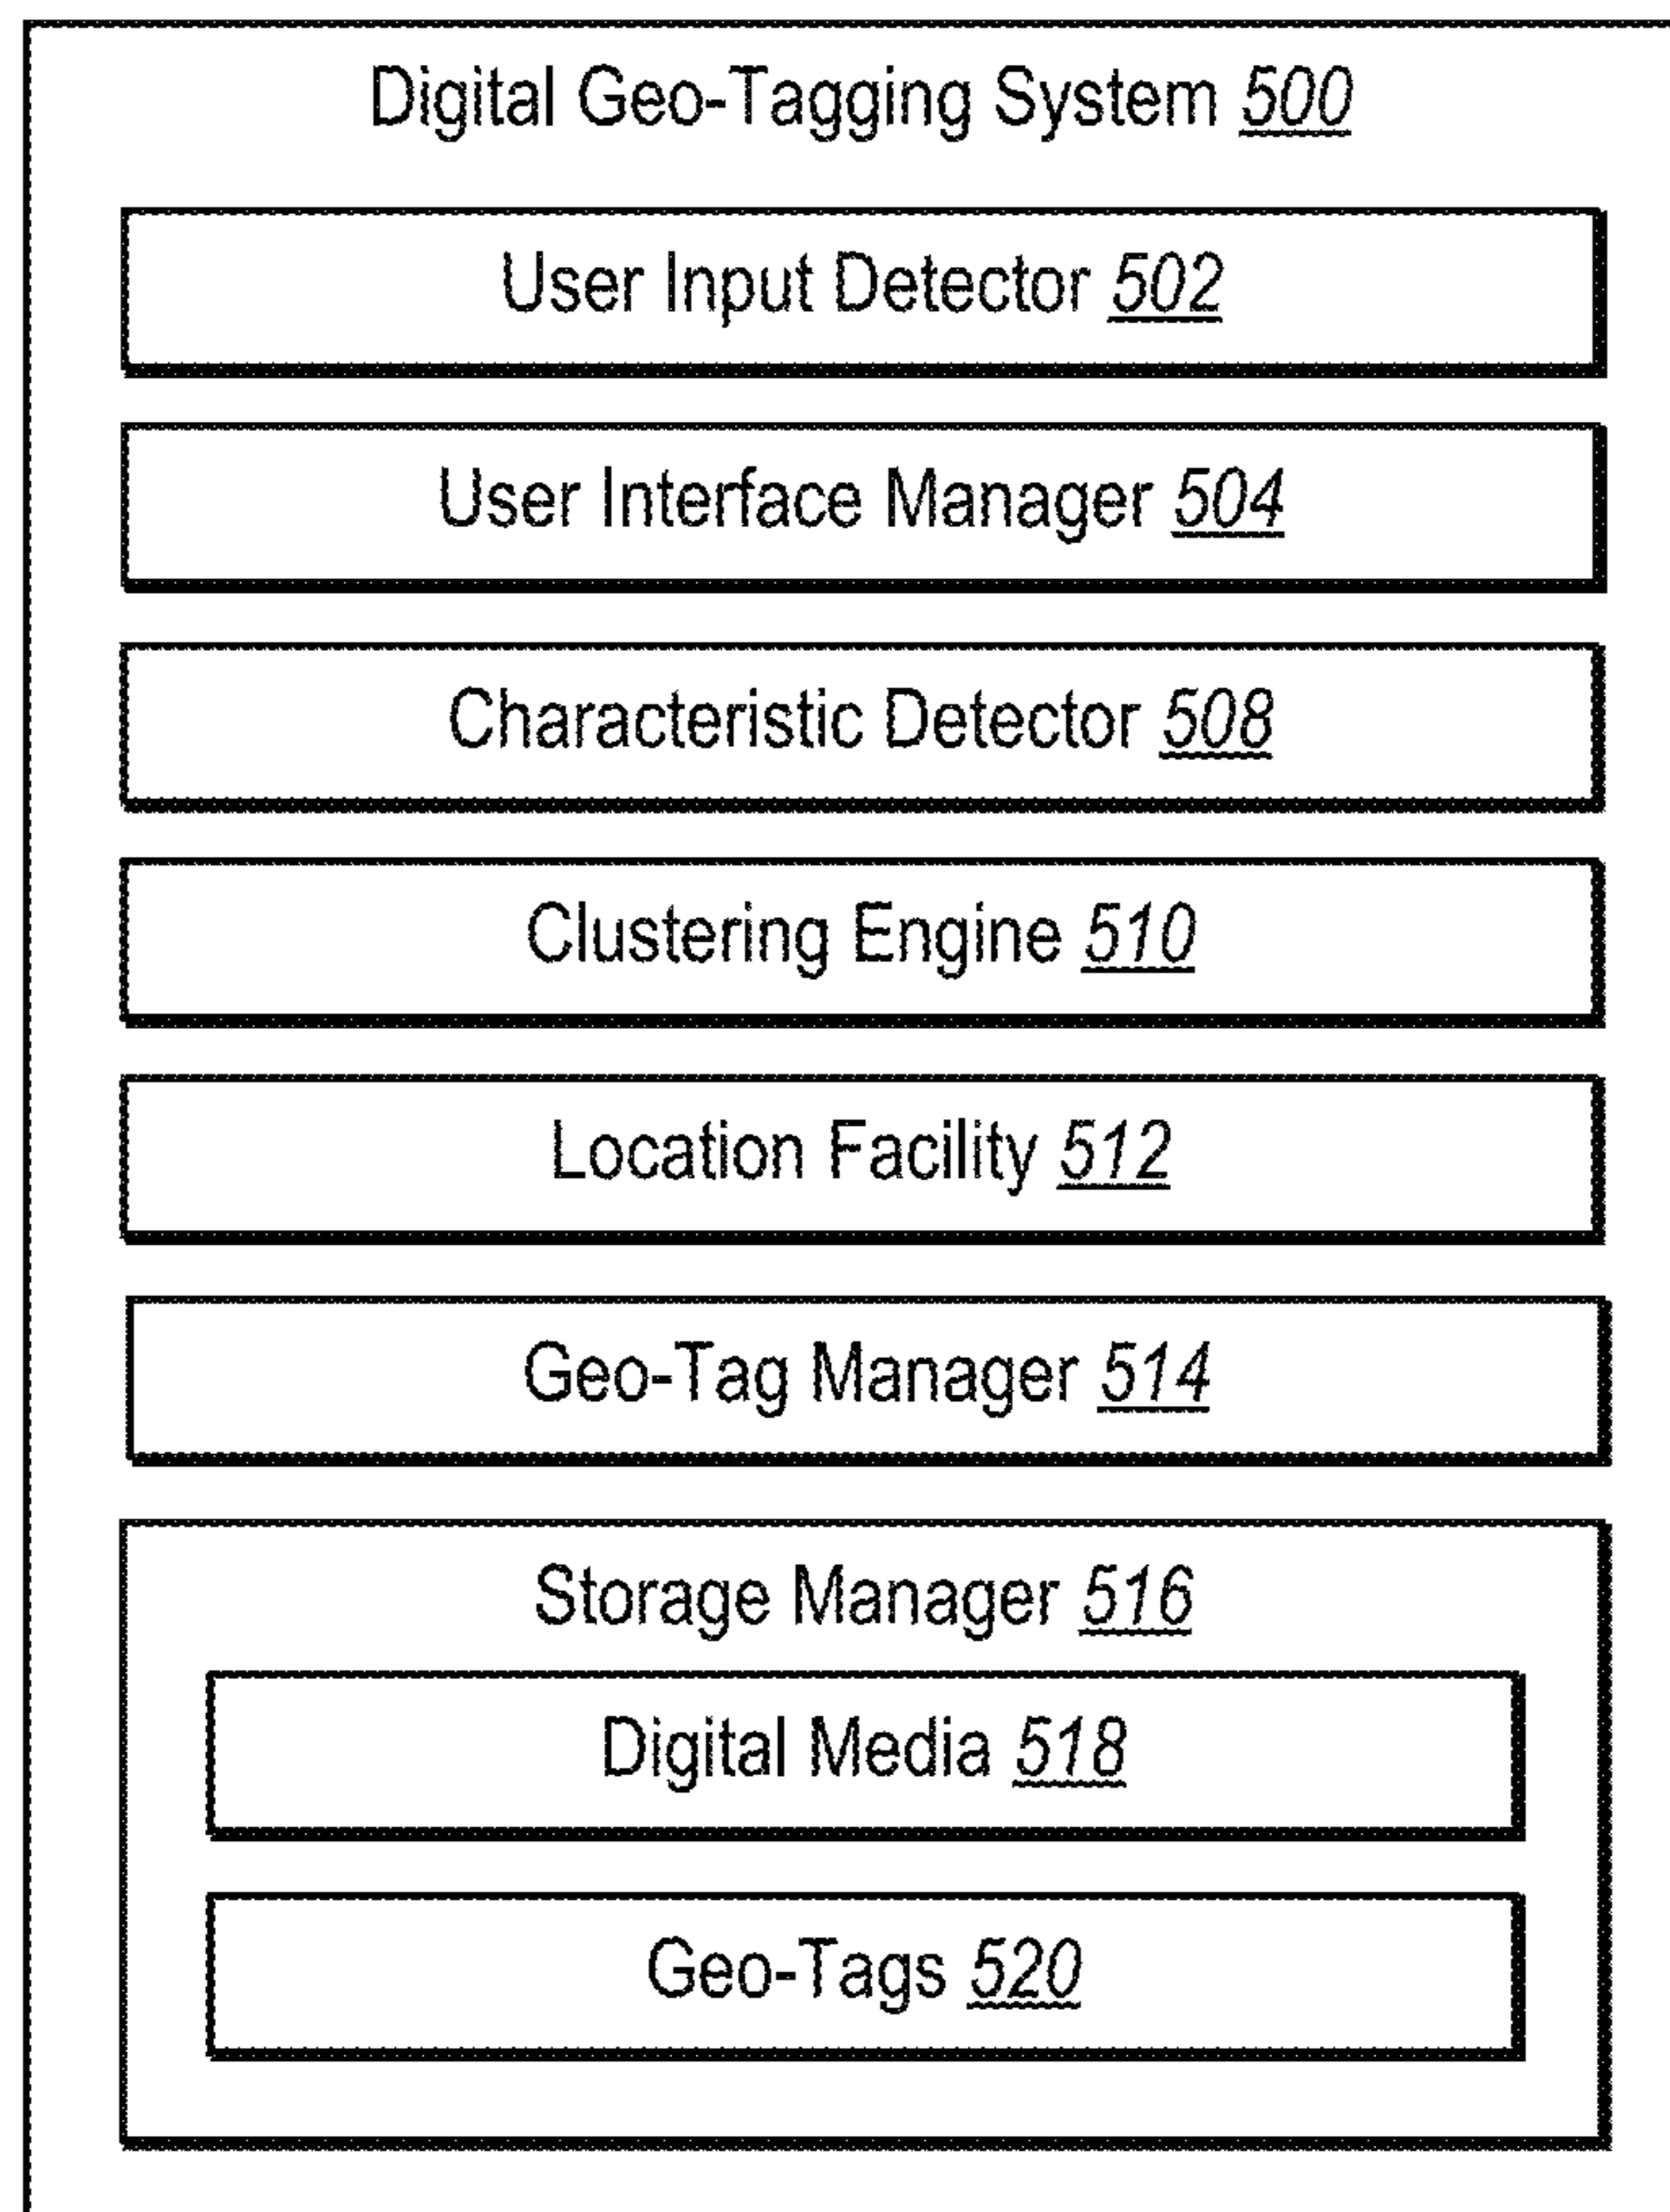 Digital Geo-Tagging System 500
User Input Detector 502
User Interface Manager 504
Characteristic Detector 508
Clustering Engine 510
Location Facility 512
Geo-Tag Manager 514
Storage Manager 516
Digital Media 518
Geo-Tags 520